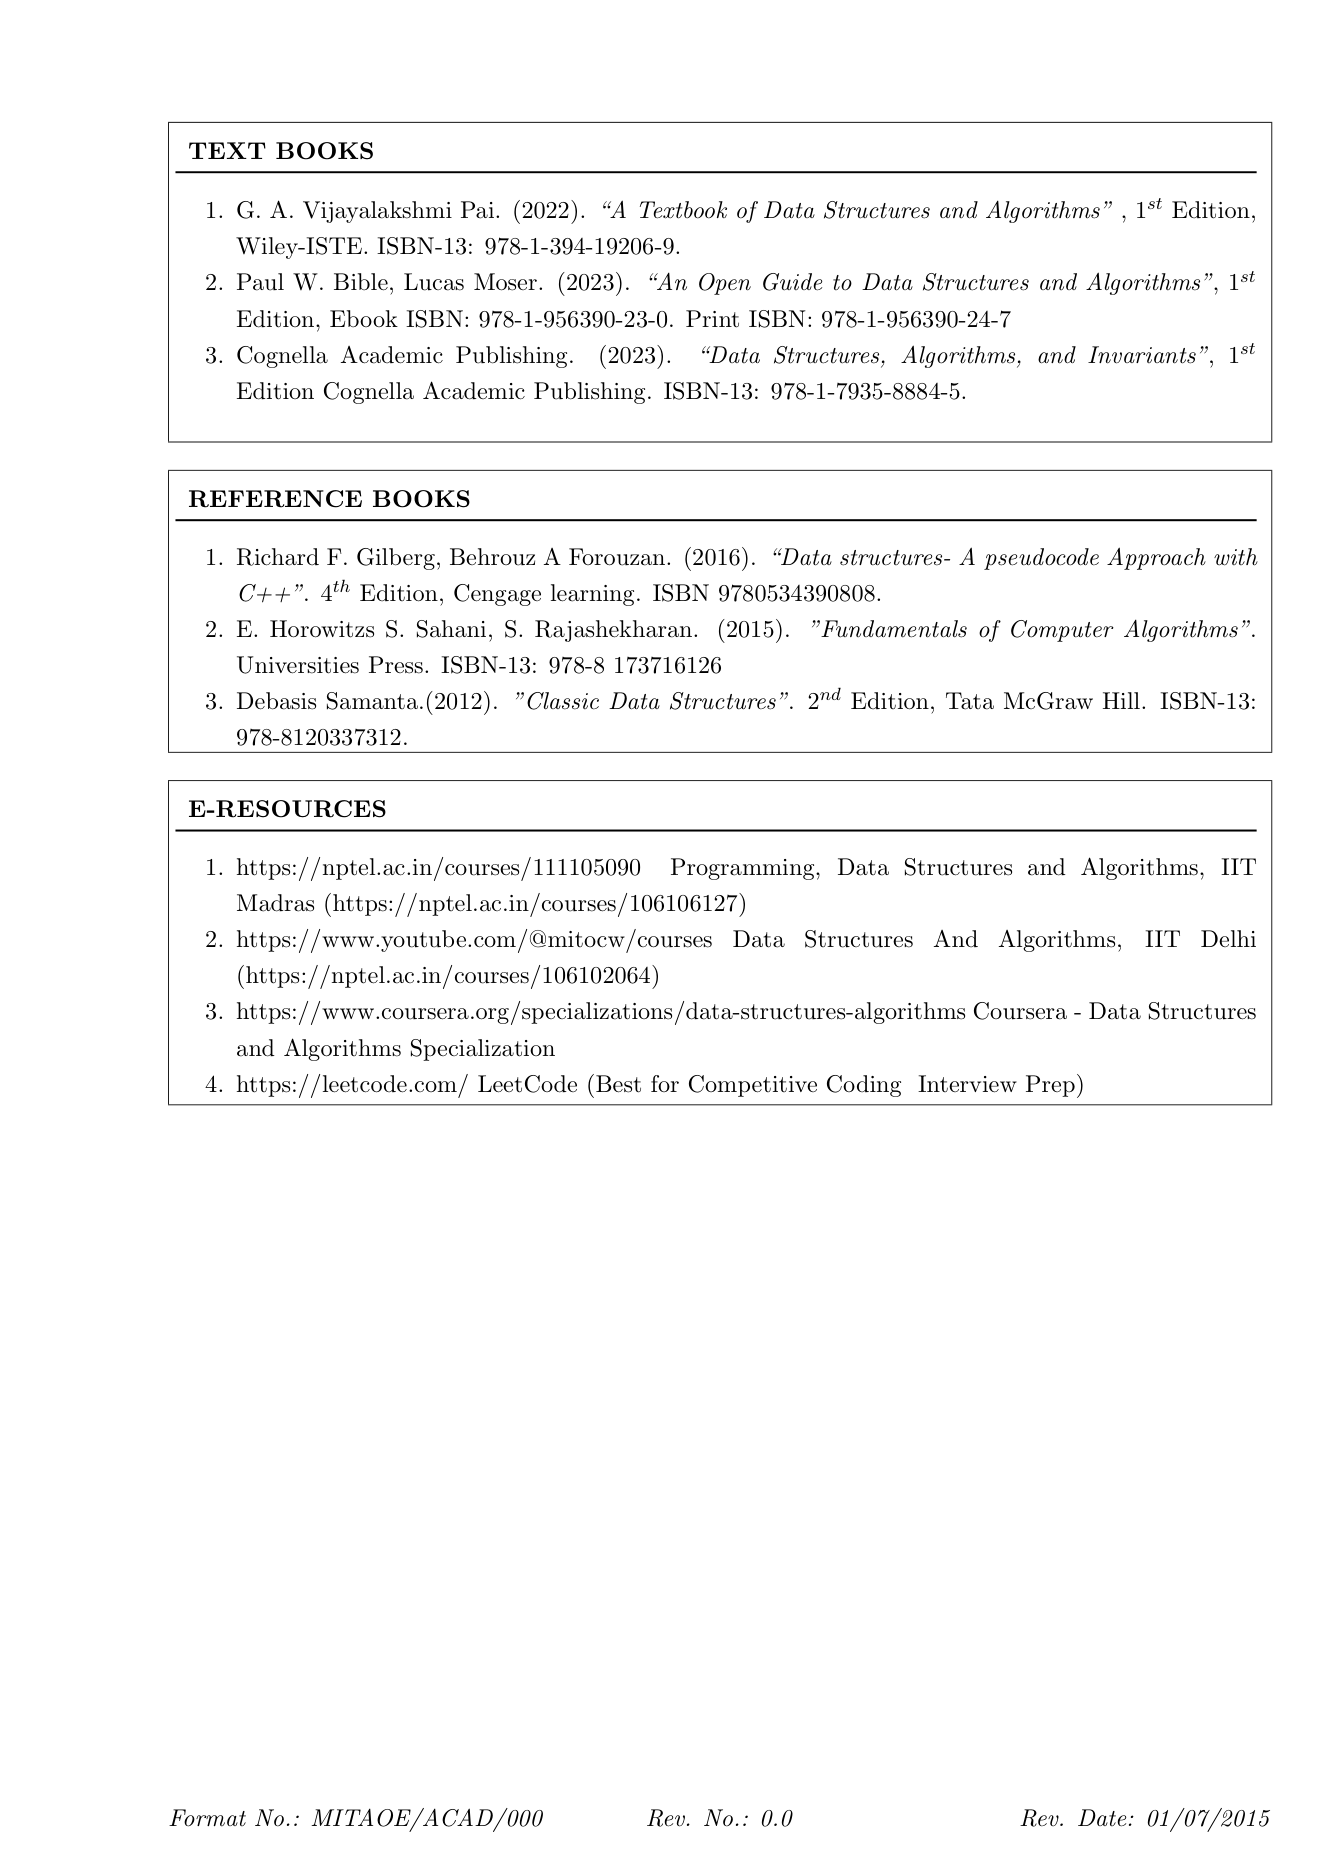 TEXT BOOKS
1. G. A. Vijayalakshmi Pai. (2022). “A Textbook of Data Structures and Algorithms” , 1st Edition,
Wiley-ISTE. ISBN-13: 978-1-394-19206-9.
2. Paul W. Bible, Lucas Moser. (2023). “An Open Guide to Data Structures and Algorithms”, 1st
Edition, Ebook ISBN: 978-1-956390-23-0. Print ISBN: 978-1-956390-24-7
3. Cognella Academic Publishing. (2023). “Data Structures, Algorithms, and Invariants”, 1st
Edition Cognella Academic Publishing. ISBN-13: 978-1-7935-8884-5.
REFERENCE BOOKS
1. Richard F. Gilberg, Behrouz A Forouzan. (2016). “Data structures- A pseudocode Approach with
C++”. 4th Edition, Cengage learning. ISBN 9780534390808.
2. E. Horowitzs S. Sahani, S. Rajashekharan. (2015). ”Fundamentals of Computer Algorithms”.
Universities Press. ISBN-13: 978-8 173716126
3. Debasis Samanta.(2012). ”Classic Data Structures”. 2nd Edition, Tata McGraw Hill. ISBN-13:
978-8120337312.
E-RESOURCES
1. https://nptel.ac.in/courses/111105090 Programming, Data Structures and Algorithms, IIT
Madras (https://nptel.ac.in/courses/106106127)
2. https://www.youtube.com/@mitocw/courses Data Structures And Algorithms, IIT Delhi
(https://nptel.ac.in/courses/106102064)
3. https://www.coursera.org/specializations/data-structures-algorithms Coursera - Data Structures
and Algorithms Specialization
4. https://leetcode.com/ LeetCode (Best for Competitive Coding Interview Prep)
Format No.: MITAOE/ACAD/000 Rev. No.: 0.0 Rev. Date: 01/07/2015